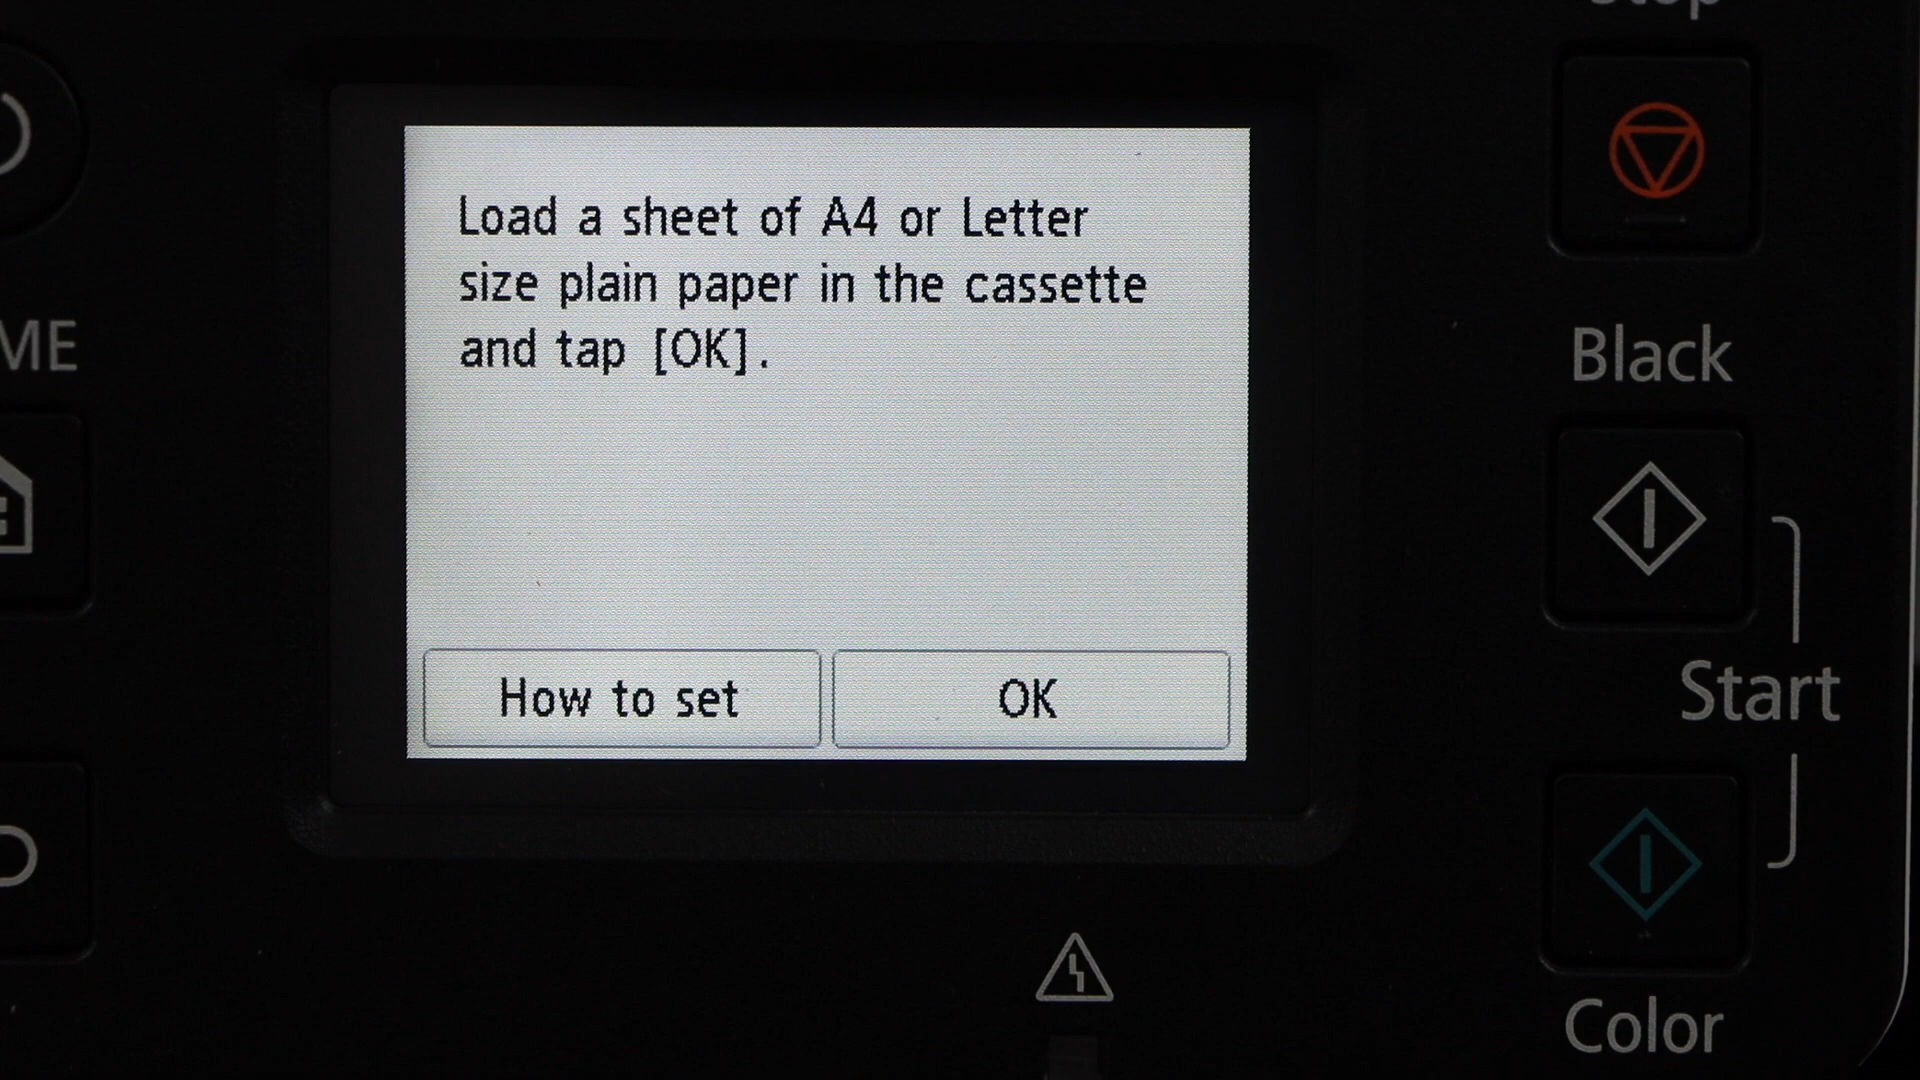 Stop
Load a sheet of A4 or Letter
size plain paper in the cassette
and tap [OK].
How to set
OK
Black
Start
Color